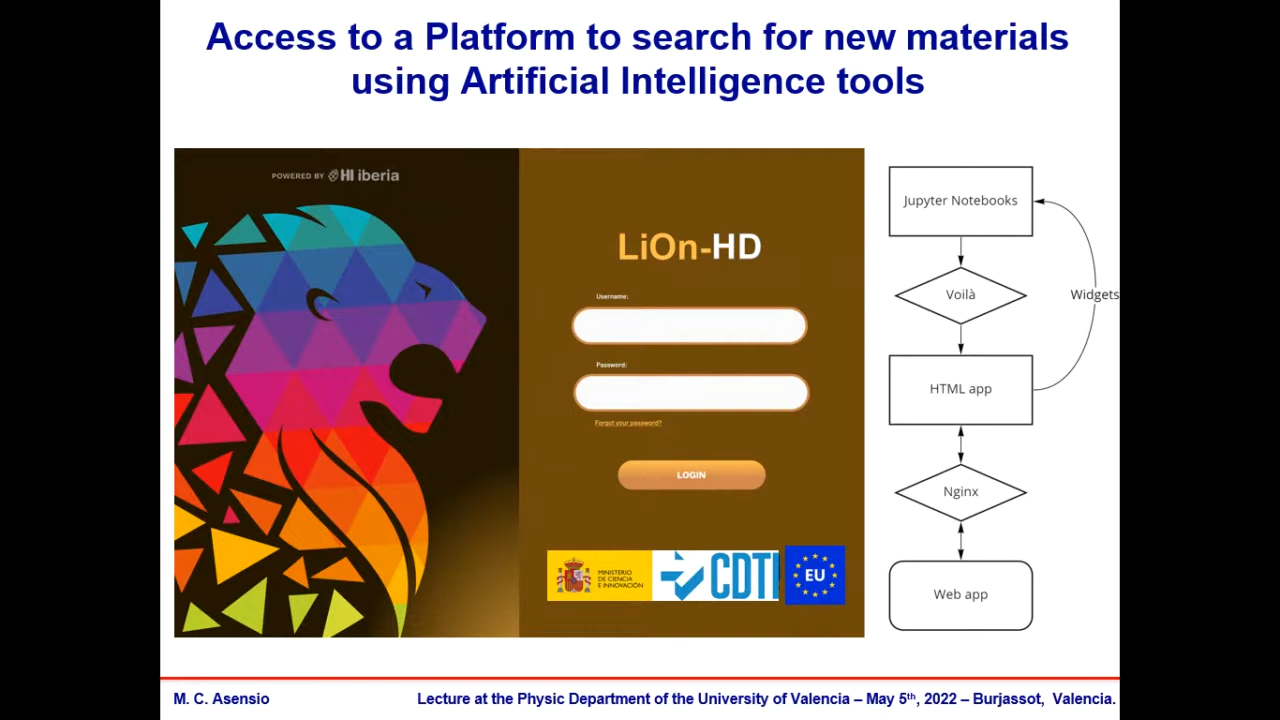 Access to a Platform to search for new materials
using Artificial Intelligence tools
POWERED BY HI iberia
LiOn-HD
Username:
Password:
Forgot your password?
LOGIN
MINISTERIO
DE CIENCIA
E INNOVACIÓN
CDTI
EU
Jupyter Notebooks
Voilà
Widgets
HTML app
Nginx
Web app
M. C. Asensio
Lecture at the Physic Department of the University of Valencia – May 5th, 2022 – Burjassot, Valencia.